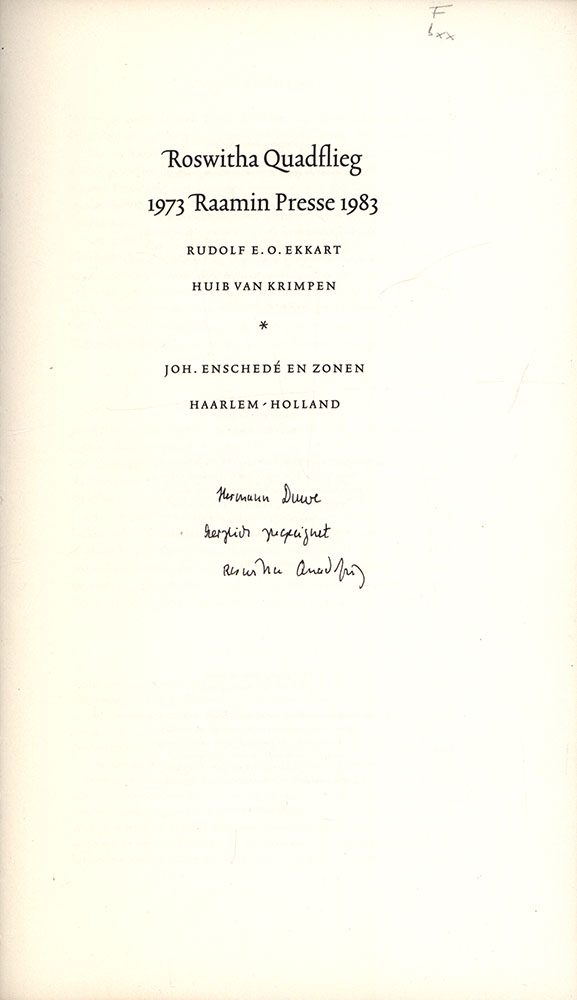 F
bxx
Roswitha Quadflieg
1973 Raamin Presse 1983
RUDOLF E. O. EKKART
HUIB VAN KRIMPEN
*
JOH. ENSCHEDÉ EN ZONEN
HAARLEM - HOLLAND
Hermann Duwe
herzlich zugeeignet
Roswitha Quadflieg